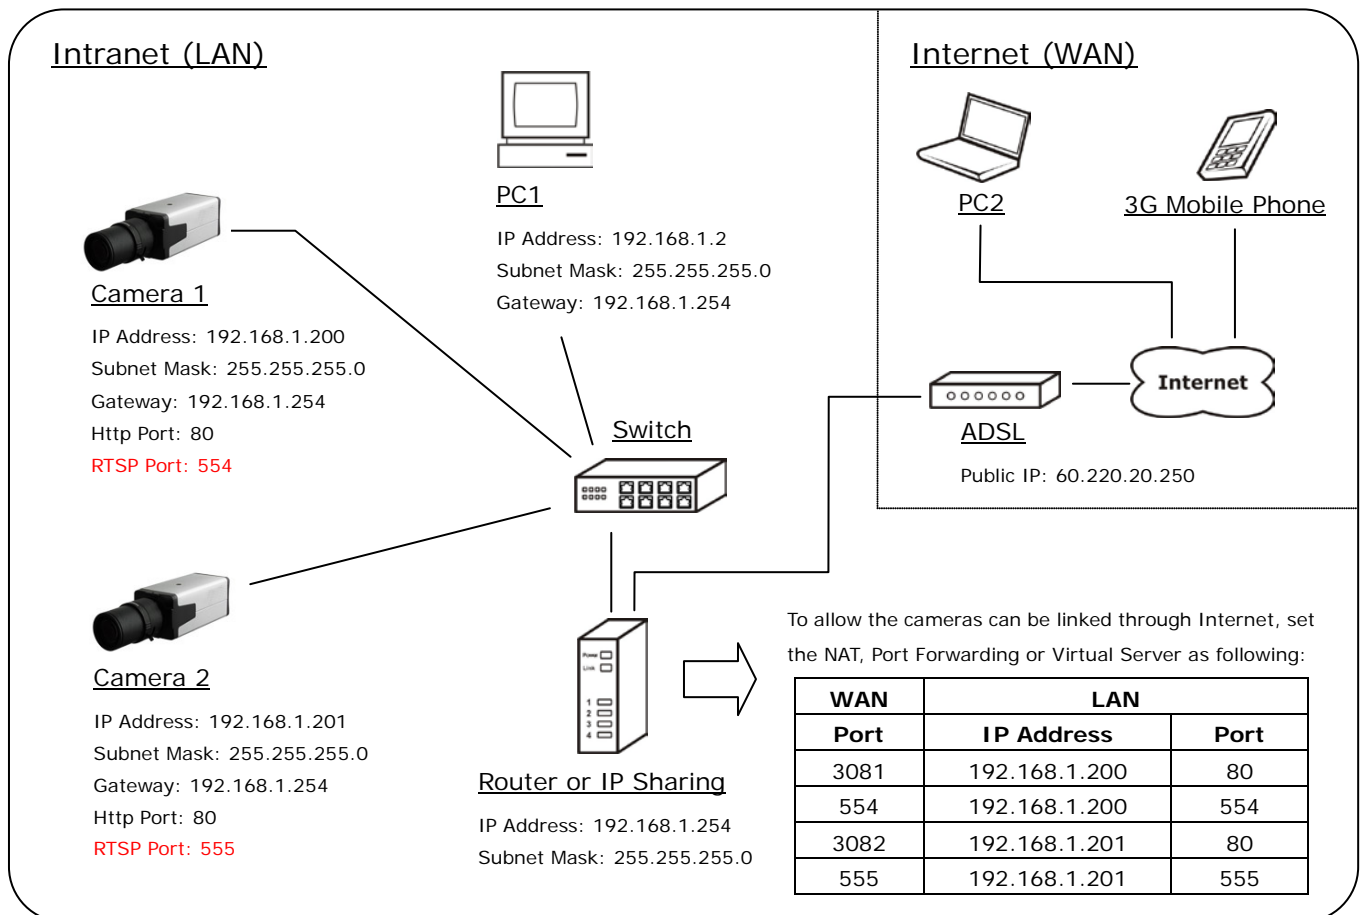 Intranet (LAN)
Internet (WAN)
PC1
IP Address: 192.168.1.2
Subnet Mask: 255.255.255.0
Gateway: 192.168.1.254
PC2
3G Mobile Phone
Camera 1
IP Address: 192.168.1.200
Subnet Mask: 255.255.255.0
Gateway: 192.168.1.254
Http Port: 80
RTSP Port: 554
Internet
ADSL
Public IP: 60.220.20.250
Switch
Camera 2
IP Address: 192.168.1.201
Subnet Mask: 255.255.255.0
Gateway: 192.168.1.254
Http Port: 80
RTSP Port: 555
Power
Link
1
2
3
4
Router or IP Sharing
IP Address: 192.168.1.254
Subnet Mask: 255.255.255.0
To allow the cameras can be linked through Internet, set
the NAT, Port Forwarding or Virtual Server as following:
WAN LAN
Port IP Address Port
3081 192.168.1.200 80
554 192.168.1.200 554
3082 192.168.1.201 80
555 192.168.1.201 555